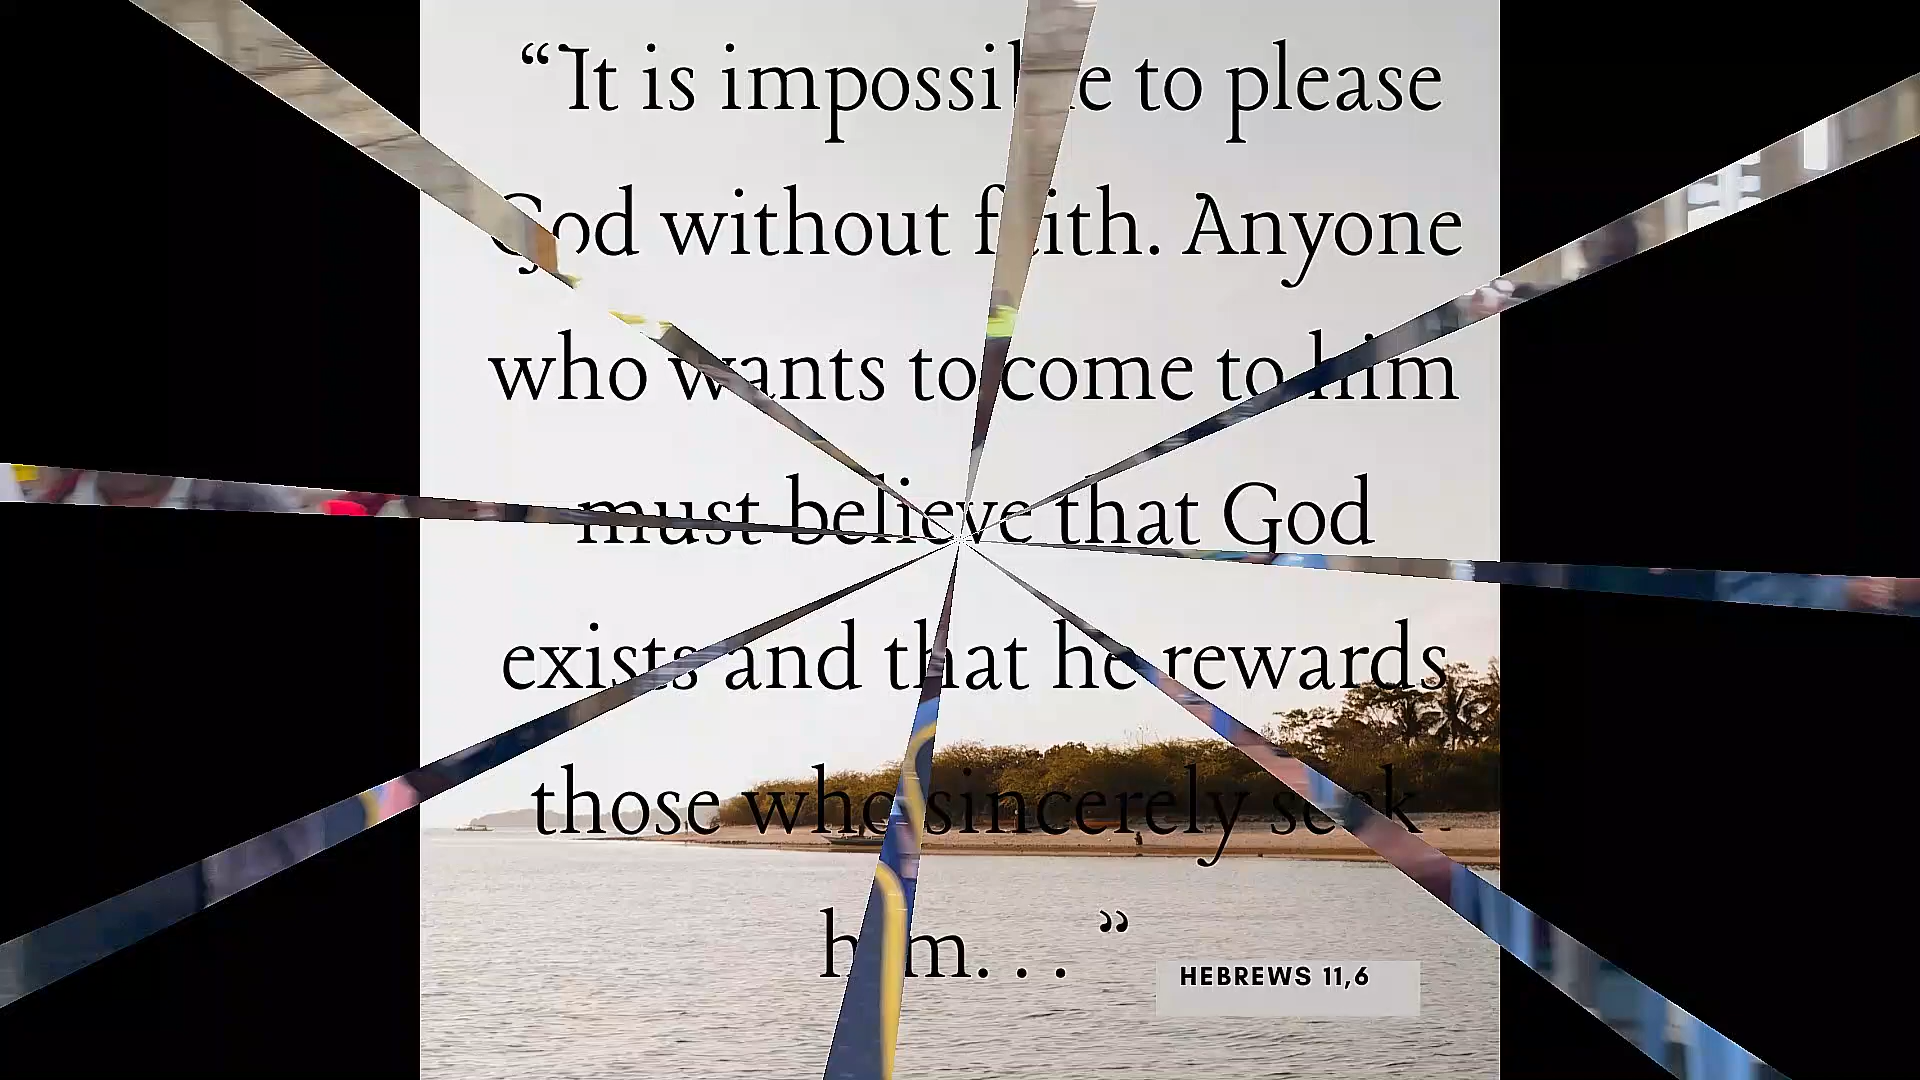 “It is impossible to please
God without faith. Anyone
who wants to come to him
must believe that God
exists and that he rewards
those who sincerely seek
him. . . ”
HEBREWS 11,6